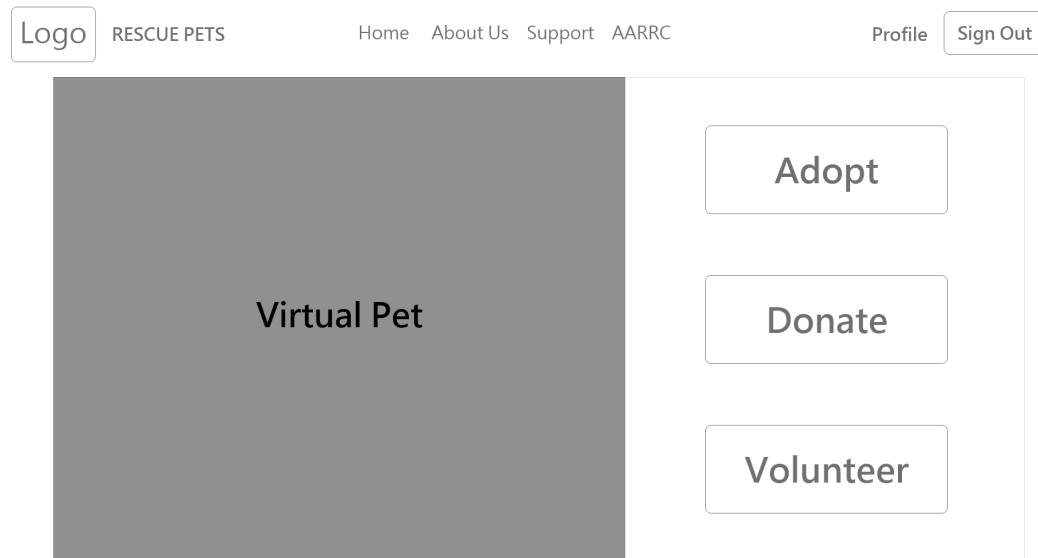 Logo RESCUE PETS Home About Us Support AARRC Profile Sign Out
Virtual Pet
Adopt
Donate
Volunteer